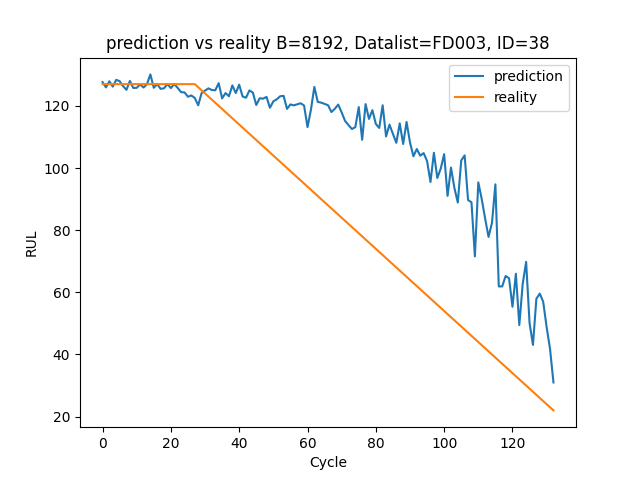 prediction vs reality B=8192, Datalist=FD003, ID=38
prediction
reality
RUL
120
100
80
60
40
20
0 20 40 60 80 100 120
Cycle